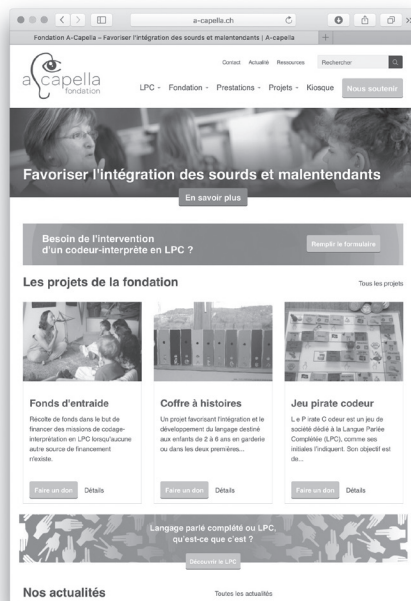 a-capella.ch
Fondation A-Capella – Favoriser l'intégration des sourds et malentendants | A-capella
Contact Actualité Ressources Rechercher
a capella
fondation
LPC Fondation Prestations Projets Kiosque Nous soutenir
Favoriser l'intégration des sourds et malentendants
En savoir plus
Besoin de l'intervention
d'un codeur-interprète en LPC ?
Remplir le formulaire
Les projets de la fondation
Tous les projets
Fonds d'entraide
Récolte de fonds dans le but de
financer des missions de codage-
interprétation en LPC lorsqu'aucune
autre source de financement
n'existe.
Faire un don Détails
Coffre à histoires
Un projet favorisant l'intégration et le
développement du langage destiné
aux enfants de 2 à 6 ans en garderie
ou dans les deux premières...
Faire un don Détails
Jeu pirate codeur
L e P irate C odeur est un jeu de
société dédié à la Langue Parlée
Complétée (LPC), comme ses
initiales l'indiquent. Son objectif est
de...
Faire un don Détails
Langage parlé complété ou LPC,
qu'est-ce que c'est ?
Découvrir le LPC
Nos actualités
Toutes les actualités